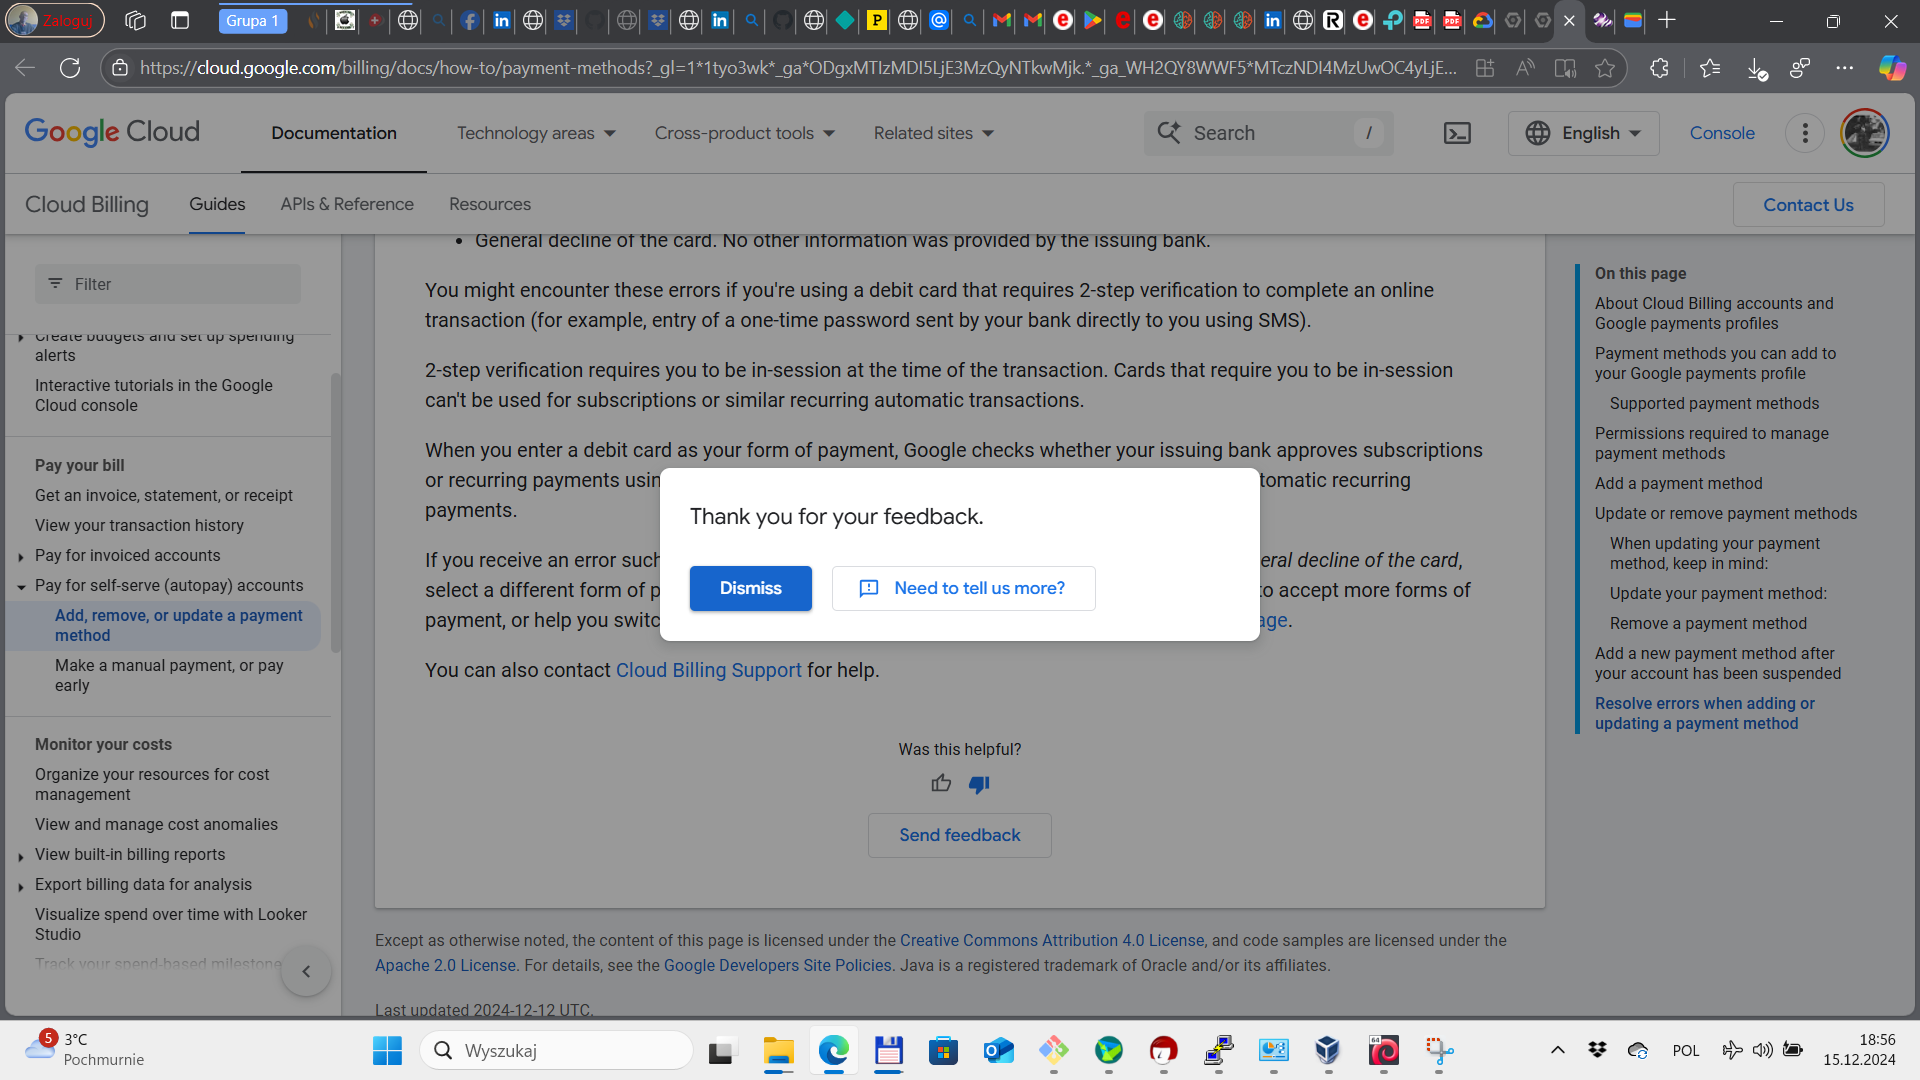 Zaloguj
Grupa 1
https://cloud.google.com/billing/docs/how-to/payment-methods?_gl=1*1tyo3wk*_ga*ODgxMTIzMDI5LjE3MzQyNTkwMjk.*_ga_WH2QY8WWF5*MTczNDI4MzUwOC4yLjE...
Google Cloud
Documentation
Technology areas
Cross-product tools
Related sites
Search
/
English
Console
Cloud Billing
Guides
APIs & Reference
Resources
Contact Us
Filter
Create budgets and set up spending
alerts
Interactive tutorials in the Google
Cloud console
Pay your bill
Get an invoice, statement, or receipt
View your transaction history
Pay for invoiced accounts
Pay for self-serve (autopay) accounts
Add, remove, or update a payment
method
Make a manual payment, or pay
early
Monitor your costs
Organize your resources for cost
management
View and manage cost anomalies
View built-in billing reports
Export billing data for analysis
Visualize spend over time with Looker
Studio
Track your spend-based milestone
• General decline of the card. No other information was provided by the issuing bank.
You might encounter these errors if you're using a debit card that requires 2-step verification to complete an online
transaction (for example, entry of a one-time password sent by your bank directly to you using SMS).
2-step verification requires you to be in-session at the time of the transaction. Cards that require you to be in-session
can't be used for subscriptions or similar recurring automatic transactions.
When you enter a debit card as your form of payment, Google checks whether your issuing bank approves subscriptions
or recurring payments usin tomatic recurring
payments.
If you receive an error such eral decline of the card,
select a different form of p to accept more forms of
payment, or help you switc age.
You can also contact Cloud Billing Support for help.
Thank you for your feedback.
Dismiss
Need to tell us more?
Was this helpful?
Send feedback
Except as otherwise noted, the content of this page is licensed under the Creative Commons Attribution 4.0 License, and code samples are licensed under the
Apache 2.0 License. For details, see the Google Developers Site Policies. Java is a registered trademark of Oracle and/or its affiliates.
Last updated 2024-12-12 UTC.
On this page
About Cloud Billing accounts and
Google payments profiles
Payment methods you can add to
your Google payments profile
Supported payment methods
Permissions required to manage
payment methods
Add a payment method
Update or remove payment methods
When updating your payment
method, keep in mind:
Update your payment method:
Remove a payment method
Add a new payment method after
your account has been suspended
Resolve errors when adding or
updating a payment method
5
3°C
Pochmurnie
Wyszukaj
POL
18:56
15.12.2024